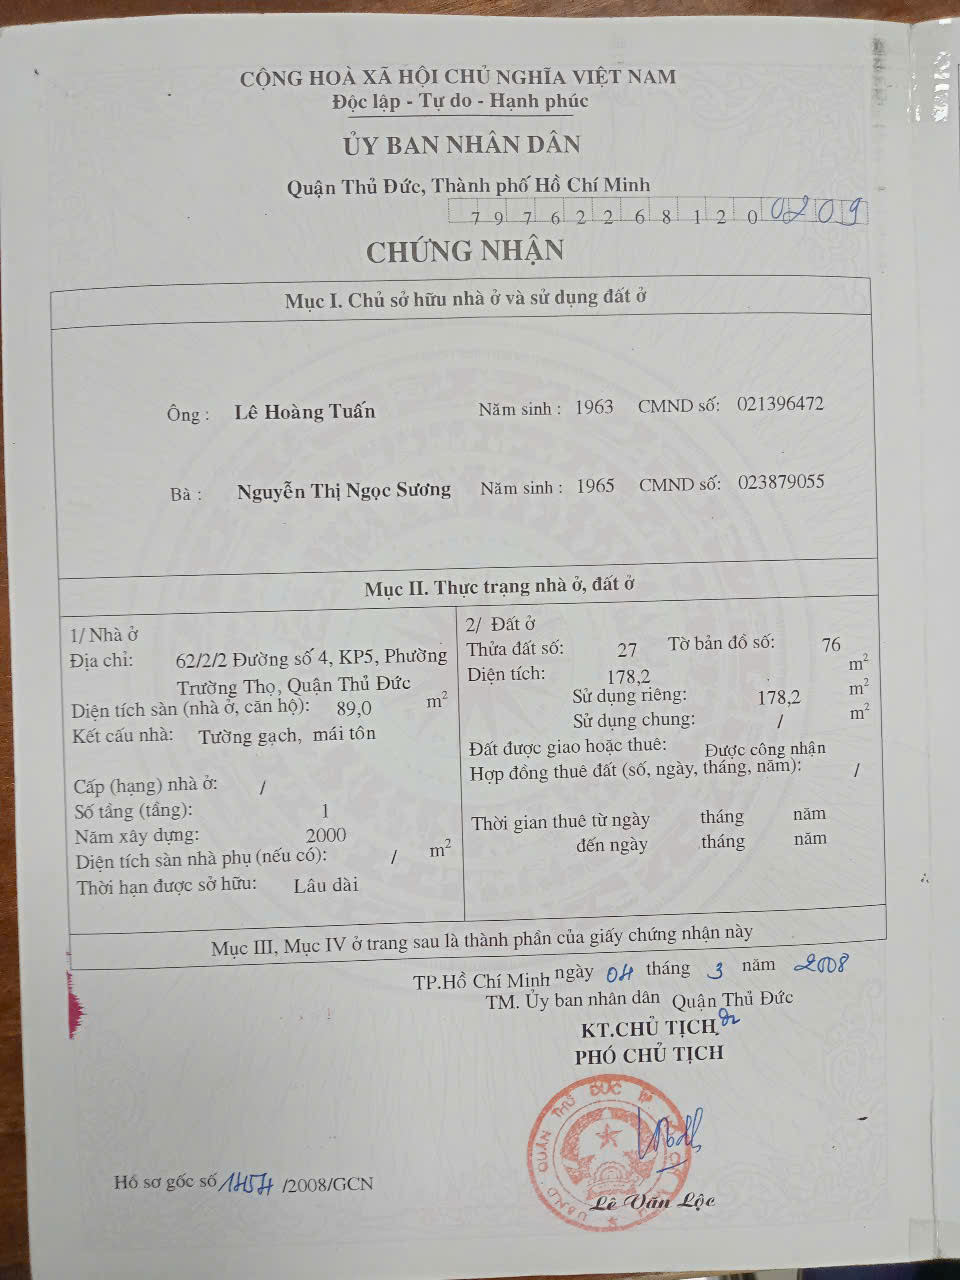 CỘNG HOÀ XÃ HỘI CHỦ NGHĨA VIỆT NAM
Độc lập - Tự do - Hạnh phúc
ỦY BAN NHÂN DÂN
Quận Thủ Đức, Thành phố Hồ Chí Minh
7 9 7 6 2 2 6 8 1 2 0 0209
CHỨNG NHẬN
Mục I. Chủ sở hữu nhà ở và sử dụng đất ở
Ông : Lê Hoàng Tuấn Năm sinh : 1963 CMND số: 021396472
Bà : Nguyễn Thị Ngọc Sương Năm sinh : 1965 CMND số: 023879055
Mục II. Thực trạng nhà ở, đất ở
1/ Nhà ở
Địa chỉ: 62/2/2 Đường số 4, KP5, Phường
Trường Thọ, Quận Thủ Đức
Diện tích sàn (nhà ở, căn hộ): 89,0 m²
Kết cấu nhà: Tường gạch, mái tôn
Cấp (hạng) nhà ở: /
Số tầng (tầng): 1
Năm xây dựng: 2000
Diện tích sàn nhà phụ (nếu có): / m²
Thời hạn được sở hữu: Lâu dài
2/ Đất ở
Thửa đất số: 27 Tờ bản đồ số: 76
Diện tích: 178,2 m²
Sử dụng riêng: 178,2 m²
Sử dụng chung: / m²
Đất được giao hoặc thuê: Được công nhận
Hợp đồng thuê đất (số, ngày, tháng, năm): /
Thời gian thuê từ ngày tháng năm
đến ngày tháng năm
Mục III, Mục IV ở trang sau là thành phần của giấy chứng nhận này
TP.Hồ Chí Minh ngày 04 tháng 3 năm 2008
TM. Ủy ban nhân dân Quận Thủ Đức
KT.CHỦ TỊCH
PHÓ CHỦ TỊCH
Lê Văn Lộc
Hồ sơ gốc số 1454 /2008/GCN